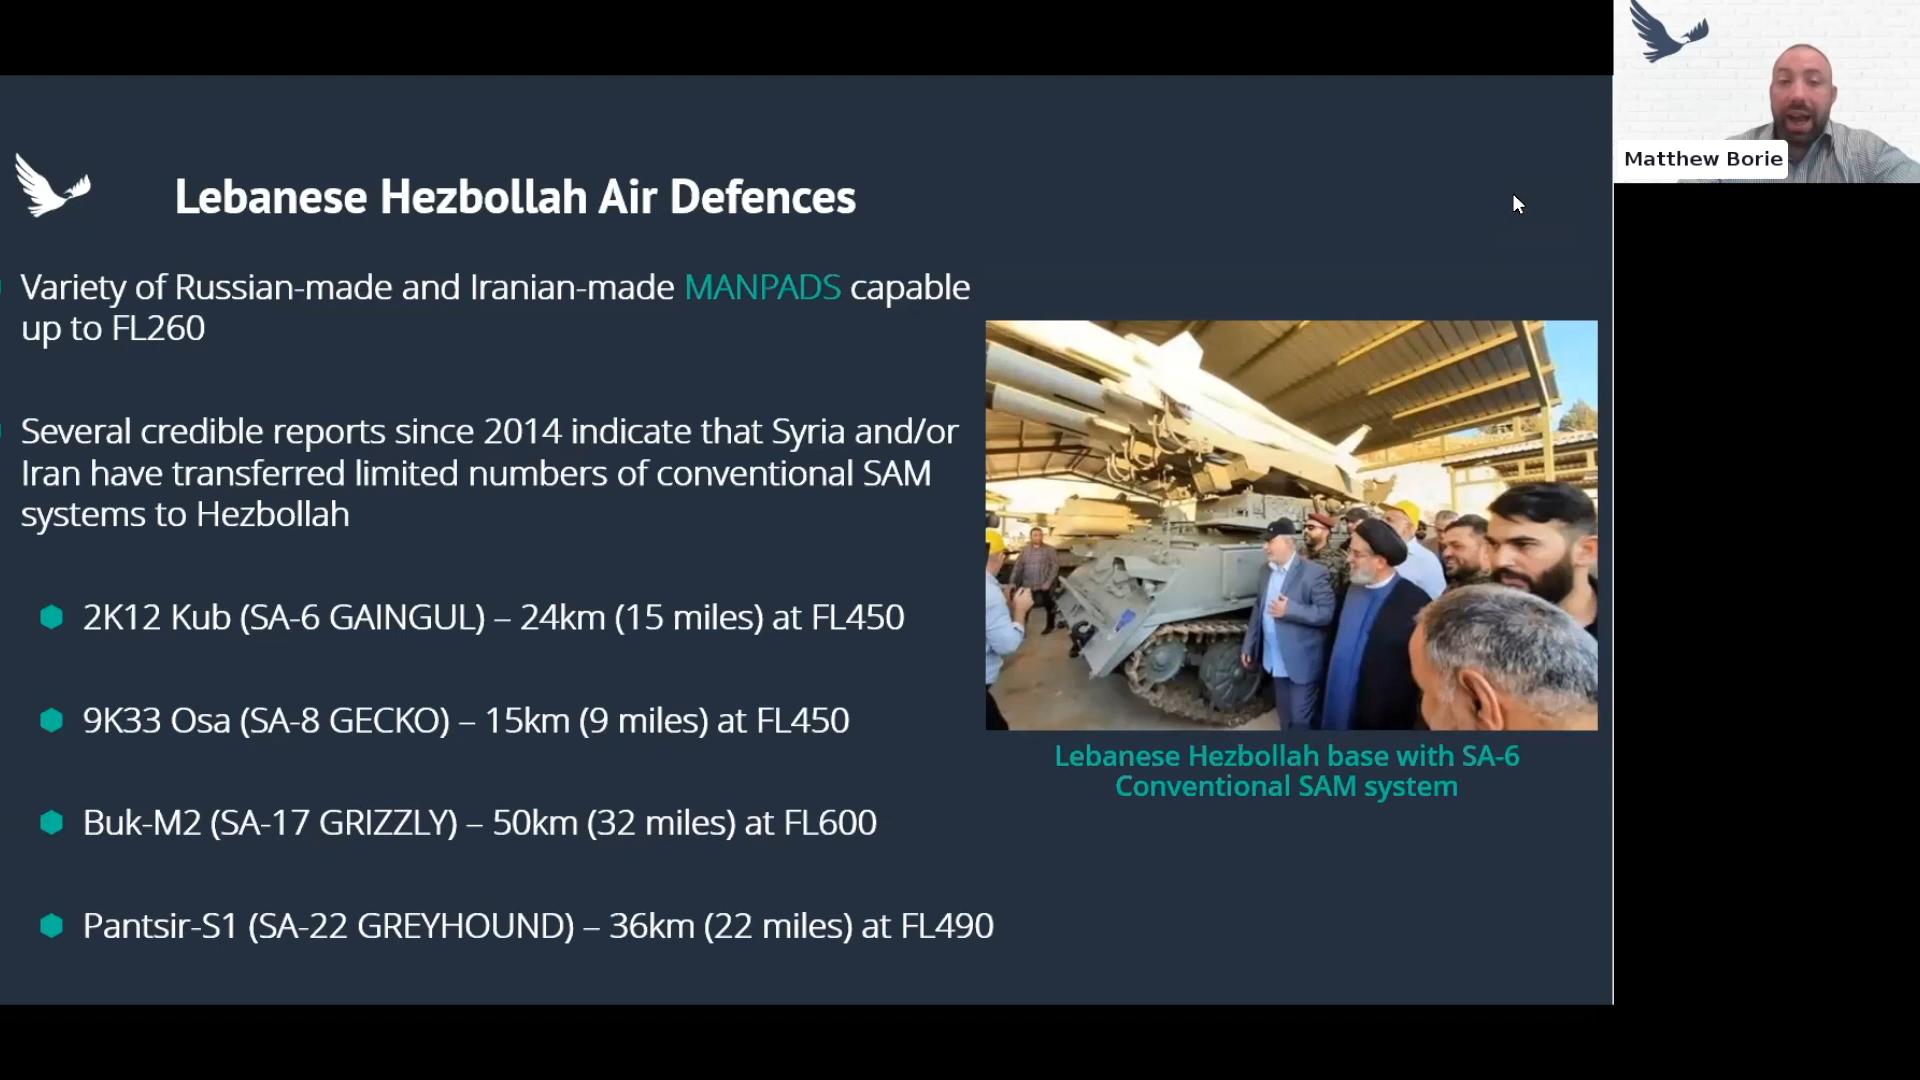 Matthew Borie
Lebanese Hezbollah Air Defences
Variety of Russian-made and Iranian-made MANPADS capable
up to FL260
Several credible reports since 2014 indicate that Syria and/or
Iran have transferred limited numbers of conventional SAM
systems to Hezbollah
2K12 Kub (SA-6 GAINGUL) – 24km (15 miles) at FL450
9K33 Osa (SA-8 GECKO) – 15km (9 miles) at FL450
Buk-M2 (SA-17 GRIZZLY) – 50km (32 miles) at FL600
Pantsir-S1 (SA-22 GREYHOUND) – 36km (22 miles) at FL490
Lebanese Hezbollah base with SA-6
Conventional SAM system